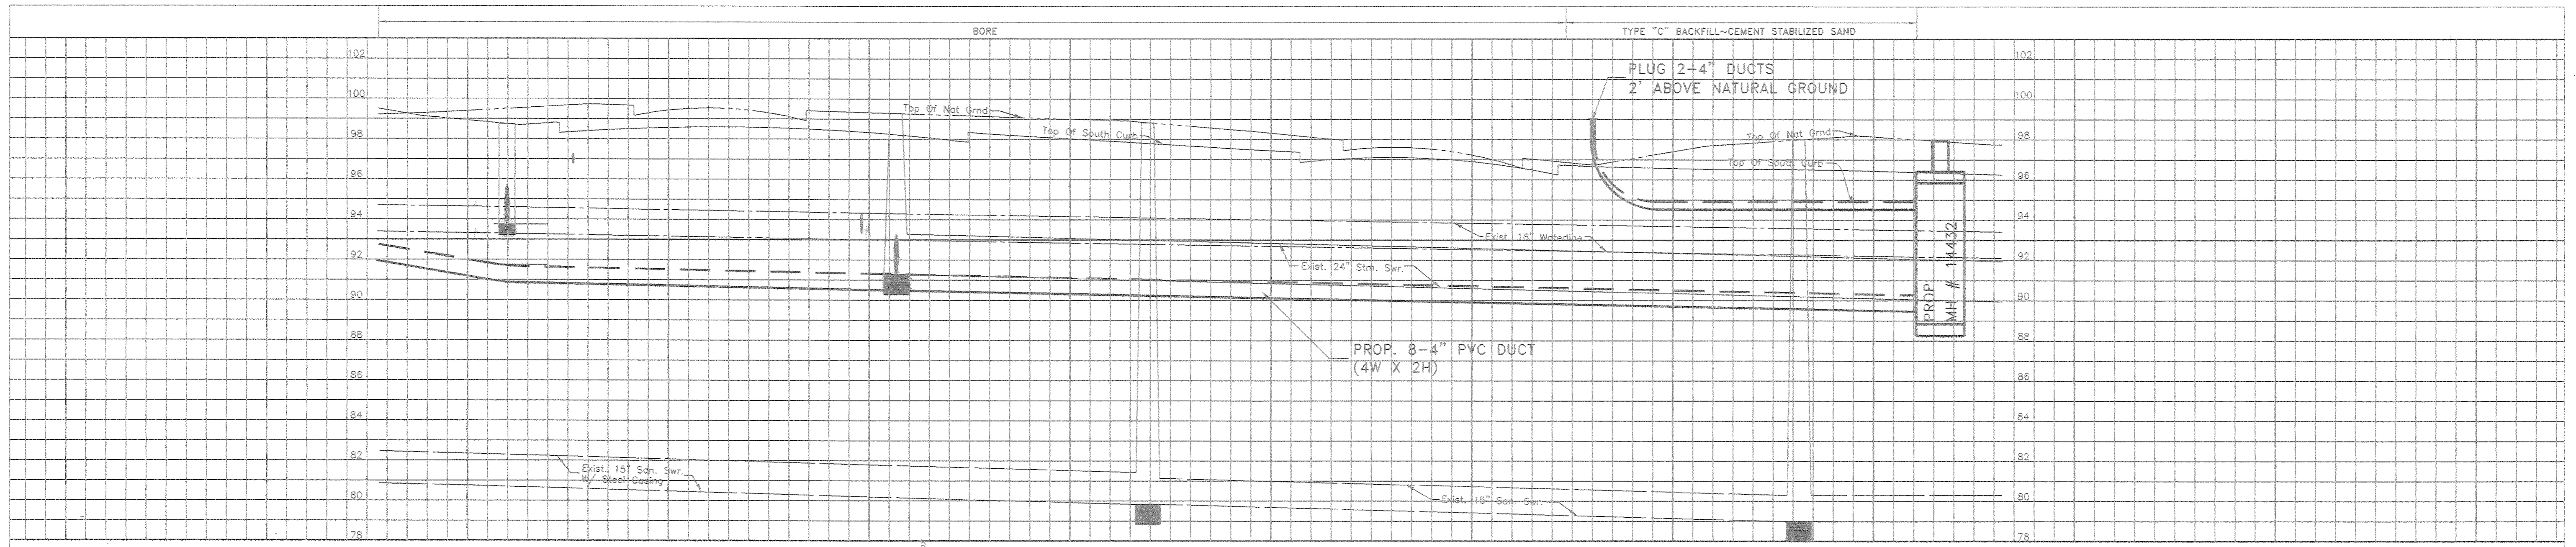 BORE
TYPE "C" BACKFILL~CEMENT STABILIZED SAND
102
102
PLUG 2-4" DUCTS
2' ABOVE NATURAL GROUND
100
100
Top Of Nat Grnd
Top Of South Curb
Top Of Nat Grnd
98
98
Top Of South Curb
96
96
94
94
Exist. 16" Waterline
92
92
Exist. 24" Stm. Swr.
90
90
PROP.
MH # 14432
88
88
PROP. 8-4" PVC DUCT
(4W X 2H)
86
86
84
84
82
82
Exist. 15" San. Swr.
W/ Steel Casing
80
80
Exist. 15" San. Swr.
78
78